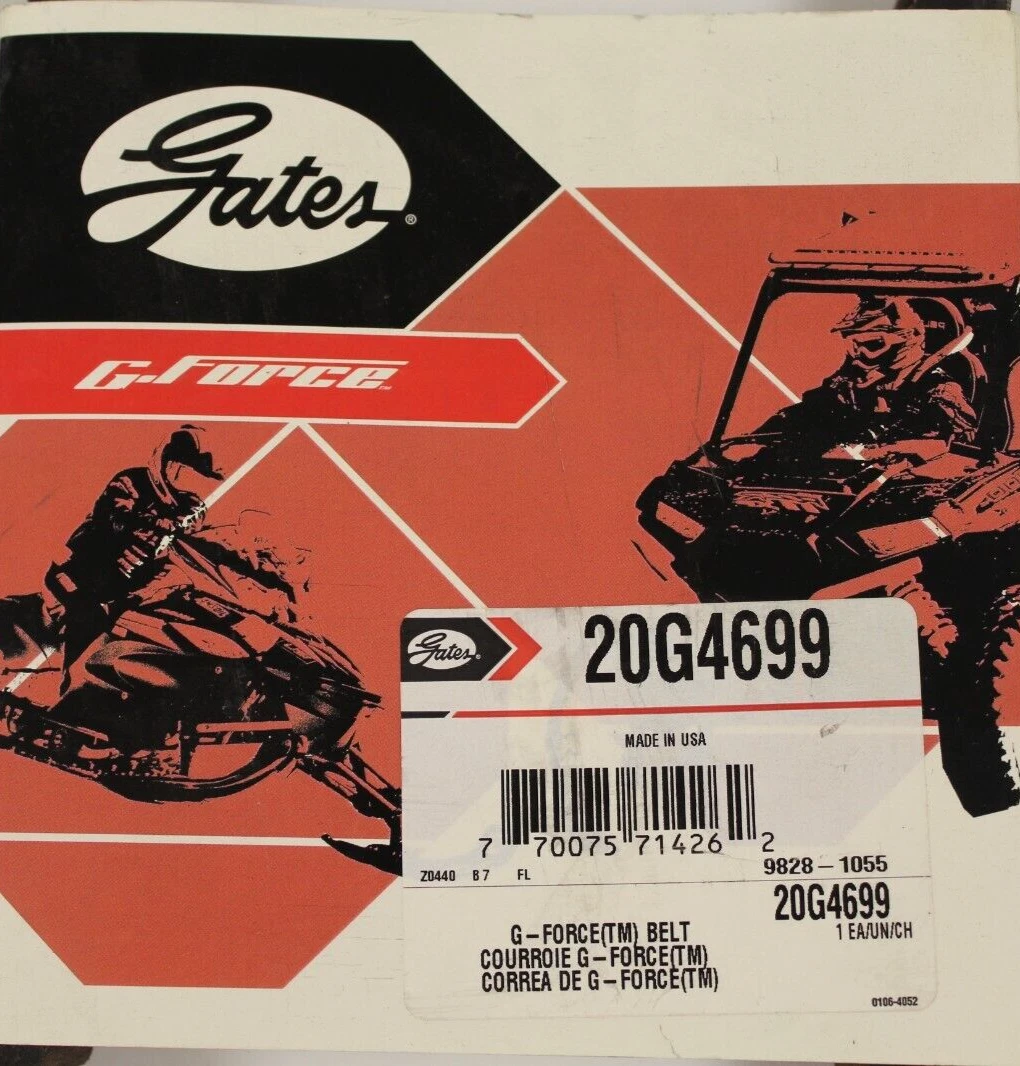 Gates®
G-Force™
Gates®
20G4699
MADE IN USA
7 70075 71426 2
Z0440 B7 FL
9828-1055
20G4699
1 EA/UN/CH
G-FORCE(TM) BELT
COURROIE G-FORCE(TM)
CORREA DE G-FORCE(TM)
0106-4052